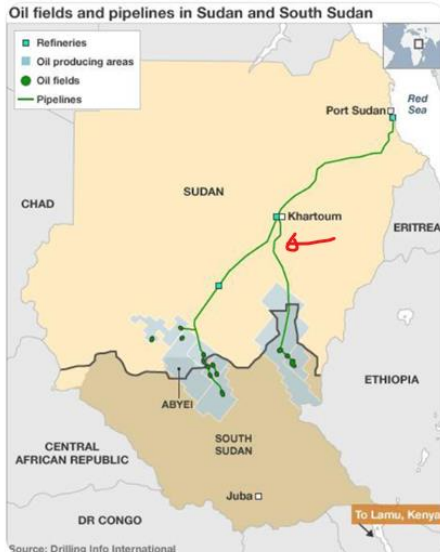 Oil fields and pipelines in Sudan and South Sudan
Refineries
Oil producing areas
Oil fields
Pipelines
Port Sudan
Red
Sea
SUDAN
CHAD
Khartoum
ERITREA
ETHIOPIA
ABYEI
SOUTH
SUDAN
CENTRAL
AFRICAN REPUBLIC
Juba
DR CONGO
To Lamu, Kenya
Source: Drilling Info International